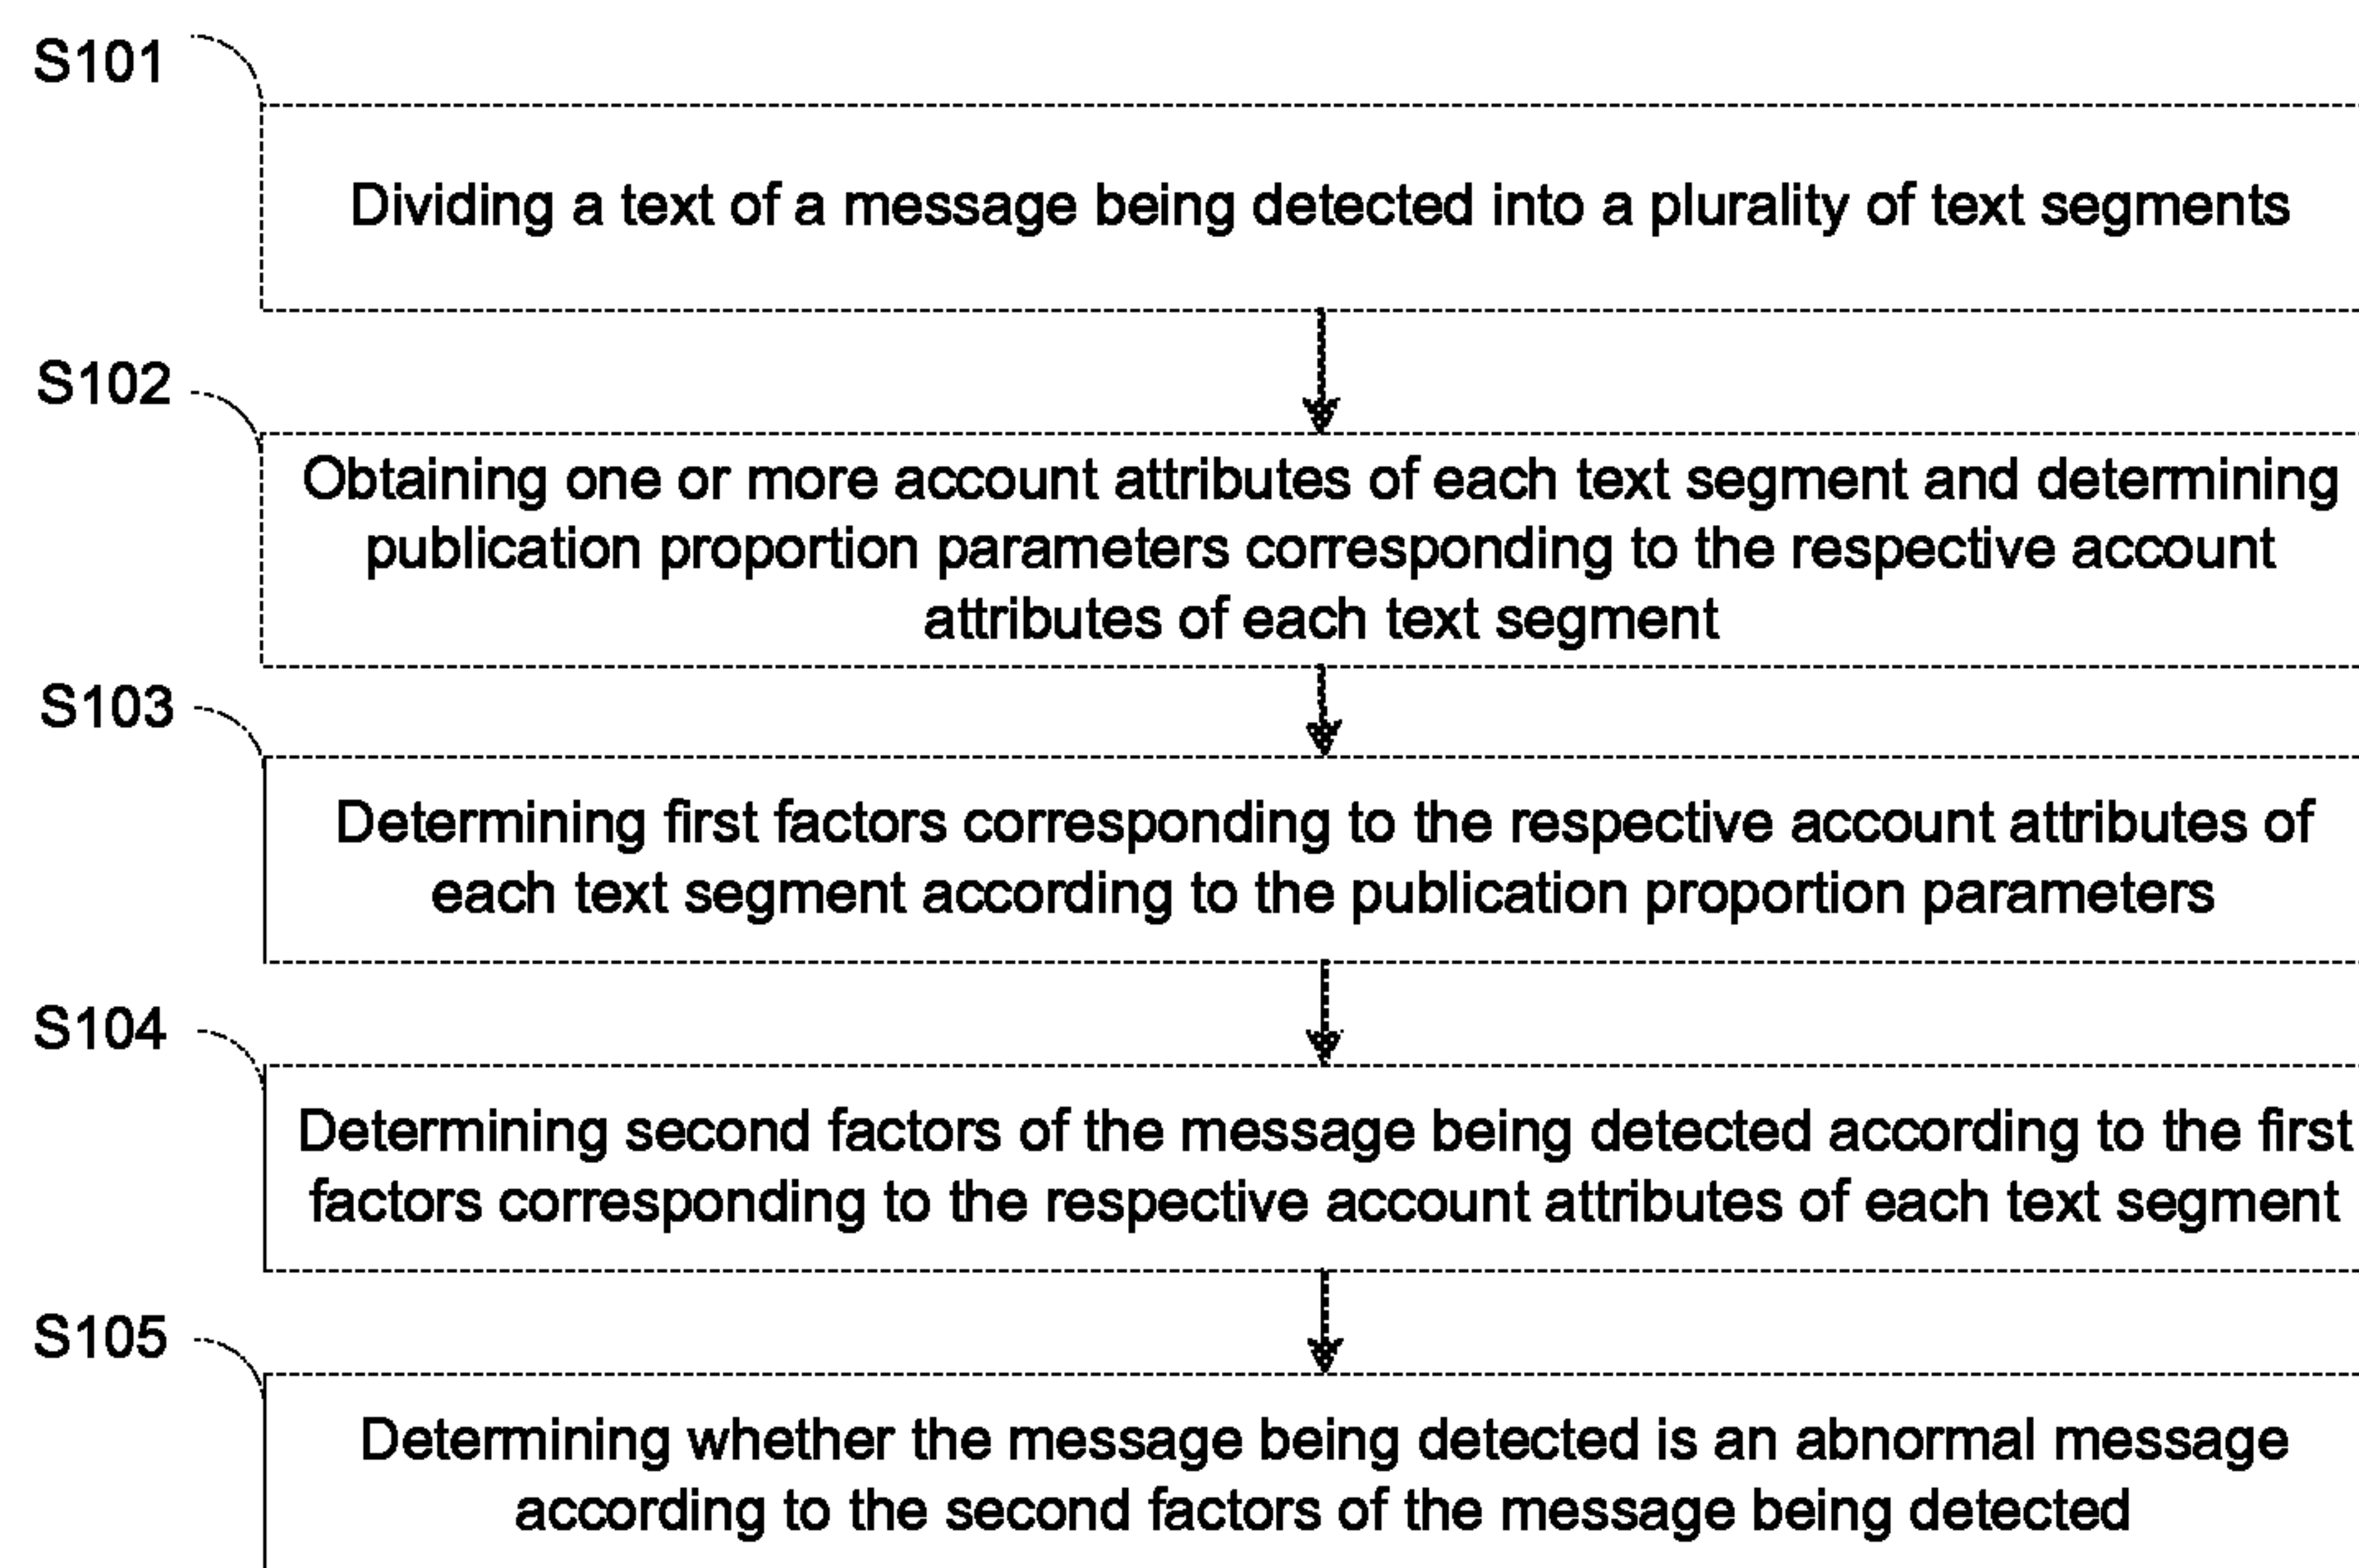 S101
Dividing a text of a message being detected into a plurality of text segments
S102
Obtaining one or more account attributes of each text segment and determining
publication proportion parameters corresponding to the respective account
attributes of each text segment
S103
Determining first factors corresponding to the respective account attributes of
each text segment according to the publication proportion parameters
S104
Determining second factors of the message being detected according to the first
factors corresponding to the respective account attributes of each text segment
S105
Determining whether the message being detected is an abnormal message
according to the second factors of the message being detected